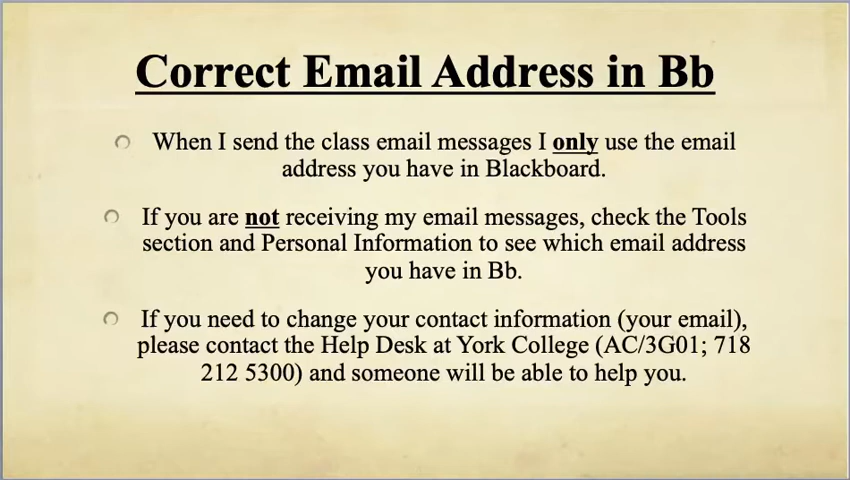 Correct Email Address in Bb
When I send the class email messages I only use the email
address you have in Blackboard.
If you are not receiving my email messages, check the Tools
section and Personal Information to see which email address
you have in Bb.
If you need to change your contact information (your email),
please contact the Help Desk at York College (AC/3G01; 718
212 5300) and someone will be able to help you.